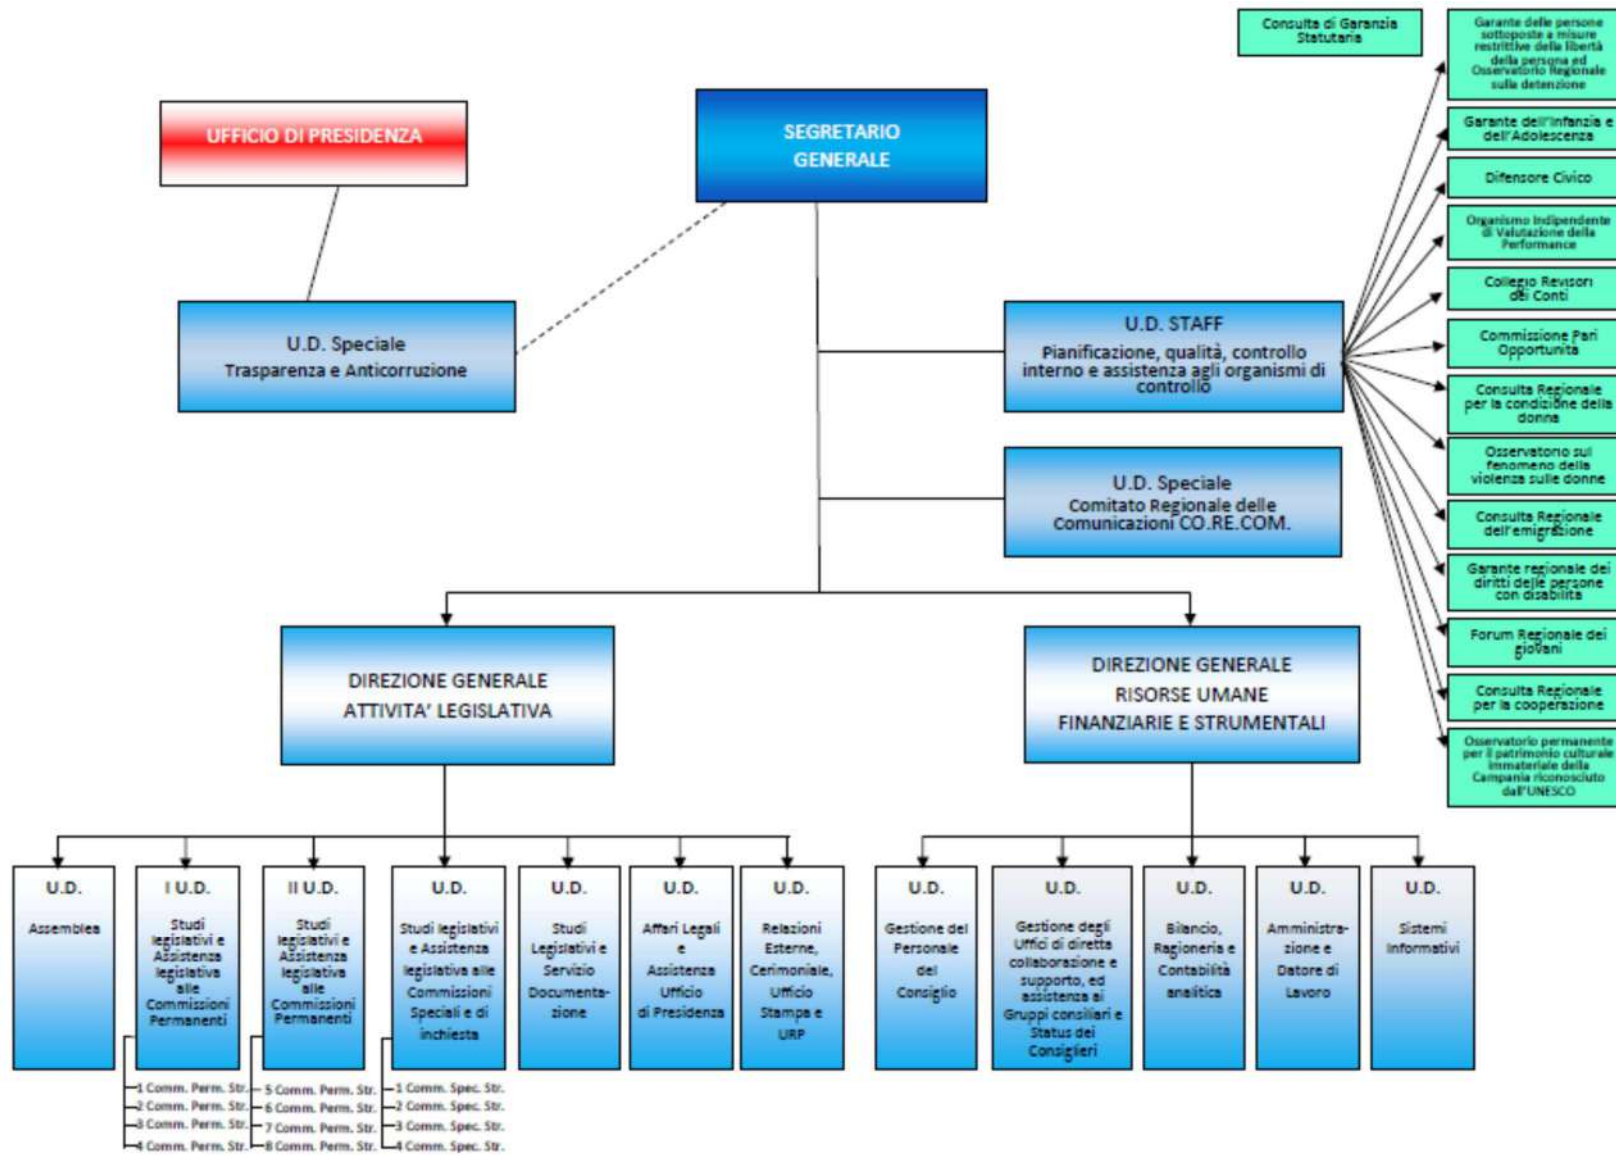 Consulta di Garanzia
Statutaria
Garante delle persone
sottoposte a misure
restrittive della libertà
della persona ed
Osservatorio Regionale
sulla detenzione
UFFICIO DI PRESIDENZA
SEGRETARIO
GENERALE
Garante dell'Infanzia e
dell'Adolescenza
Difensore Civico
Organismo Indipendente
di Valutazione della
Performance
Collegio Revisori
dei Conti
Commissione Pari
Opportunità
Consulta Regionale
per la condizione della
donna
Osservatorio sul
fenomeno della
violenza sulle donne
Consulta Regionale
dell'emigrazione
Garante regionale dei
diritti delle persone
con disabilità
Forum Regionale dei
giovani
Consulta Regionale
per la cooperazione
Osservatorio permanente
per il patrimonio culturale
immateriale della
Campania riconosciuto
dall'UNESCO
U.D. Speciale
Trasparenza e Anticorruzione
U.D. STAFF
Pianificazione, qualità, controllo
interno e assistenza agli organismi di
controllo
U.D. Speciale
Comitato Regionale delle
Comunicazioni CO.RE.COM.
DIREZIONE GENERALE
ATTIVITA' LEGISLATIVA
DIREZIONE GENERALE
RISORSE UMANE
FINANZIARIE E STRUMENTALI
U.D.
Assemblea
I U.D.
Studi
legislativi e
Assistenza
legislativa
alle
Commissioni
Permanenti
II U.D.
Studi
legislativi e
Assistenza
legislativa
alle
Commissioni
Permanenti
U.D.
Studi legislativi
e Assistenza
legislativa alle
Commissioni
Speciali e di
inchiesta
U.D.
Studi
Legislativi e
Servizio
Documenta-
zione
U.D.
Affari Legali
e
Assistenza
Ufficio
di Presidenza
U.D.
Relazioni
Esterne,
Cerimoniale,
Ufficio
Stampa e
URP
U.D.
Gestione del
Personale
del
Consiglio
U.D.
Gestione degli
Uffici di diretta
collaborazione e
supporto, ed
assistenza ai
Gruppi consiliari e
Status dei
Consiglieri
U.D.
Bilancio,
Ragioneria e
Contabilità
analitica
U.D.
Amministra-
zione e
Datore di
Lavoro
U.D.
Sistemi
Informativi
1 Comm. Perm. Str.
2 Comm. Perm. Str.
3 Comm. Perm. Str.
4 Comm. Perm. Str.
5 Comm. Perm. Str.
6 Comm. Perm. Str.
7 Comm. Perm. Str.
8 Comm. Perm. Str.
1 Comm. Spec. Str.
2 Comm. Spec. Str.
3 Comm. Spec. Str.
4 Comm. Spec. Str.